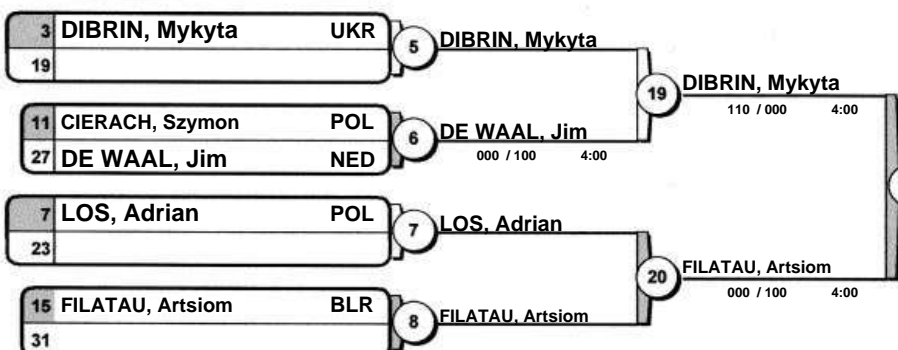 3 DIBRIN, Mykyta UKR
19
5 DIBRIN, Mykyta
11 CIERACH, Szymon POL
27 DE WAAL, Jim NED
6 DE WAAL, Jim
000 / 100 4:00
19 DIBRIN, Mykyta
110 / 000 4:00
7 LOS, Adrian POL
23
7 LOS, Adrian
15 FILATAU, Artsiom BLR
31
8 FILATAU, Artsiom
20 FILATAU, Artsiom
000 / 100 4:00